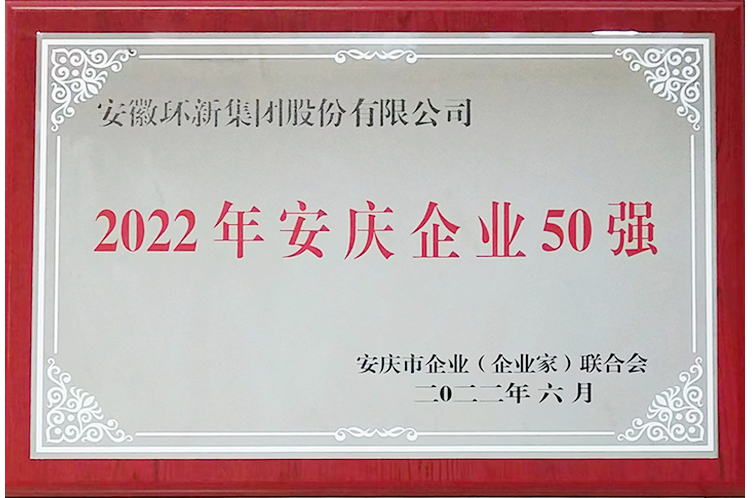 安徽环新集团股份有限公司
2022年安庆企业50强
安庆市企业（企业家）联合会
二0二二年六月